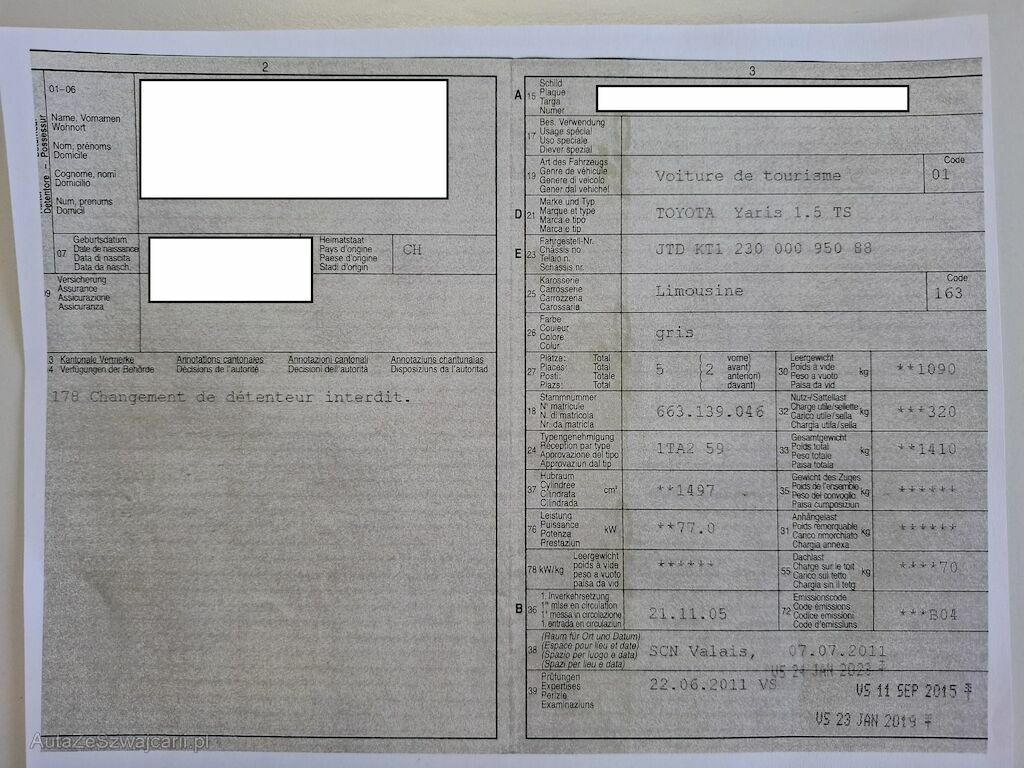 2
01-06
Name, Vornamen
Wohnort
Nom, prénoms
Domicile
Cognome, nomi
Domicilio
Num, prenums
Domicil
Detentore – Possessur
07
Geburtsdatum
Date de naissance
Data di nascita
Data da nasch.
Heimatstaat
Pays d'origine
Paese d'origine
Stadi d'origin
CH
09
Versicherung
Assurance
Assicurazione
Assicuranza
Kantonale Vermerke
Verfügungen der Behörde
Annotations cantonales
Décisions de l'autorité
Annotazioni cantonali
Decisioni dell'autorità
Annotaziuns chantunalas
Disposiziuns da l'autoritad
178 Changement de détenteur interdit.
3
A 15
Schild
Plaque
Targa
Numer
17
Bes. Verwendung
Usage spécial
Uso speciale
Diever spezial
19
Art des Fahrzeugs
Genre de véhicule
Genere di veicolo
Gener dal vehichel
Voiture de tourisme
Code
01
D 21
Marke und Typ
Marque et type
Marca e tipo
Marca e tip
TOYOTA Yaris 1.5 TS
E 23
Fahrgestell-Nr.
Châssis no
Telaio n.
Schassis nr.
JTD KT1 230 000 950 88
25
Karosserie
Carrosserie
Carrozzeria
Carossaria
Limousine
Code
163
26
Farbe
Couleur
Colore
Colur
gris
27
Plätze: Total
Places: Total
Posti: Totale
Plazs: Total
5
( 2
vorne)
avant)
anteriori)
davant)
30
Leergewicht
Poids à vide
Peso a vuoto
Paisa da vid
kg
**1090
18
Stammnummer
N° matricule
N. di matricola
Nr. da matricla
663.139.046
32
Nutz-/Sattellast
Charge utile/sellette
Carico utile/sella
Chargia utila/sella
kg
***320
24
Typengenehmigung
Réception par type
Approvazione del tipo
Approvaziun dal tip
1TA2 59
33
Gesamtgewicht
Poids total
Peso totale
Paisa totala
kg
**1410
37
Hubraum
Cylindrée
Cilindrata
Cilindrada
cm³
**1497
35
Gewicht des Zuges
Poids de l'ensemble
Peso del convoglio
Paisa cumposiziun
kg
******
76
Leistung
Puissance
Potenza
Prestaziun
kW
**77.0
31
Anhängelast
Poids remorquable
Carico rimorchiato
Chargia annexa
kg
******
78 kW/kg
Leergewicht
poids à vide
peso a vuoto
paisa da vid
******
55
Dachlast
Charge sur le toit
Carico sul tetto
Chargia sin il tetg
kg
****70
B 36
1. Inverkehrsetzung
1re mise en circulation
1a messa in circolazione
1. entrada en circulaziun
21.11.05
72
Emissionscode
Code émissions
Codice emissioni
Code d'emissiuns
***B04
38
(Raum für Ort und Datum)
(Espace pour lieu et date)
(Spazio per luogo e data)
(Spazi per lieu e data)
SCN Valais, 07.07.2011
39
Prüfungen
Expertises
Perizie
Examinaziuns
22.06.2011 VS
VS 11 SEP 2015
VS 23 JAN 2019
AutaZeSzwajcarii.pl